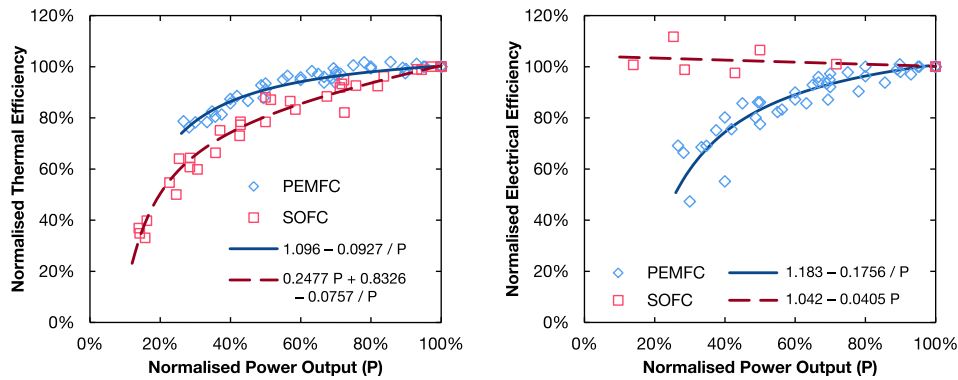 Normalised Thermal Efficiency
120%
100%
80%
60%
40%
20%
0%
PEMFC
SOFC
1.096 – 0.0927 / P
0.2477 P + 0.8326
– 0.0757 / P
0% 20% 40% 60% 80% 100%
Normalised Power Output (P)
Normalised Electrical Efficiency
120%
100%
80%
60%
40%
20%
0%
PEMFC
SOFC
1.183 – 0.1756 / P
1.042 – 0.0405 P
0% 20% 40% 60% 80% 100%
Normalised Power Output (P)